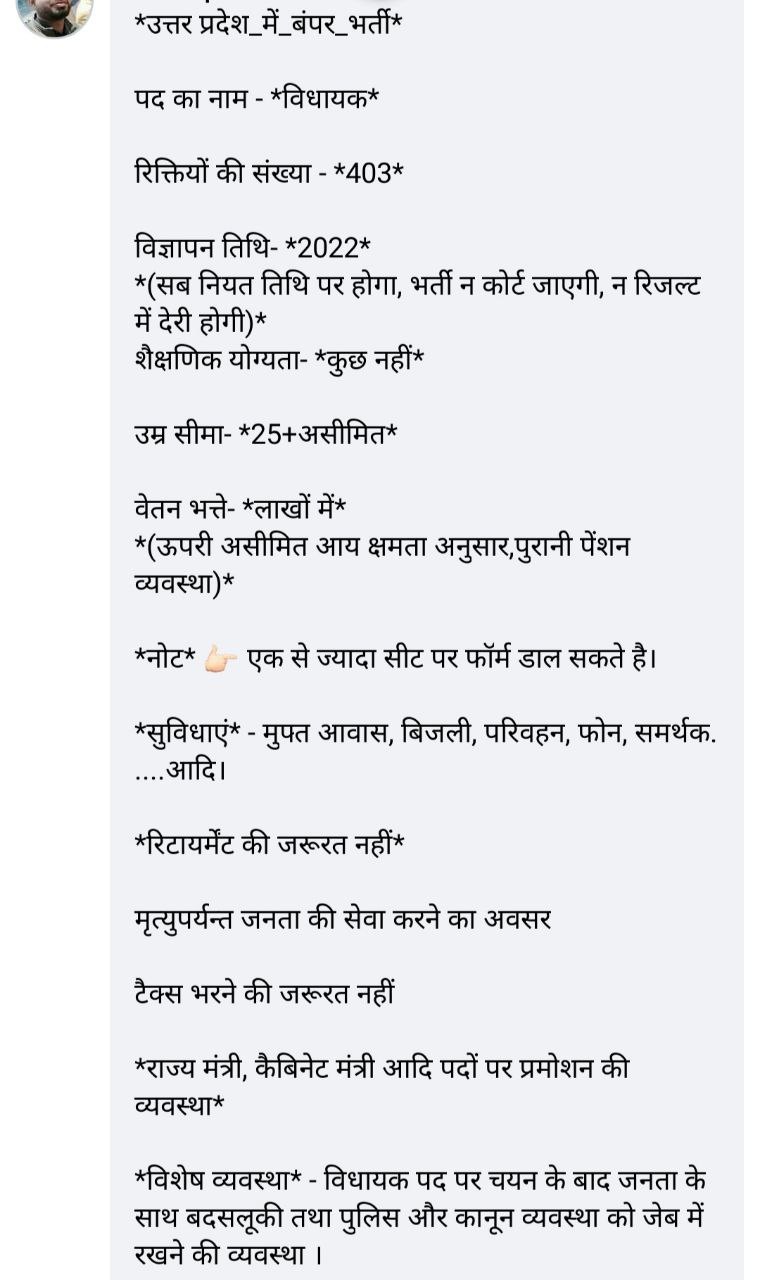 *उत्तर प्रदेश_में_बंपर_भर्ती*
पद का नाम - *विधायक*
रिक्तियों की संख्या - *403*
विज्ञापन तिथि- *2022*
*(सब नियत तिथि पर होगा, भर्ती न कोर्ट जाएगी, न रिजल्ट
में देरी होगी)*
शैक्षणिक योग्यता- *कुछ नहीं*
उम्र सीमा- *25+असीमित*
वेतन भत्ते- *लाखों में*
*(ऊपरी असीमित आय क्षमता अनुसार,पुरानी पेंशन
व्यवस्था)*
*नोट* 👉🏻 एक से ज्यादा सीट पर फॉर्म डाल सकते है।
*सुविधाएं* - मुफ्त आवास, बिजली, परिवहन, फोन, समर्थक.
....आदि।
*रिटायर्मेंट की जरूरत नहीं*
मृत्युपर्यन्त जनता की सेवा करने का अवसर
टैक्स भरने की जरूरत नहीं
*राज्य मंत्री, कैबिनेट मंत्री आदि पदों पर प्रमोशन की
व्यवस्था*
*विशेष व्यवस्था* - विधायक पद पर चयन के बाद जनता के
साथ बदसलूकी तथा पुलिस और कानून व्यवस्था को जेब में
रखने की व्यवस्था ।